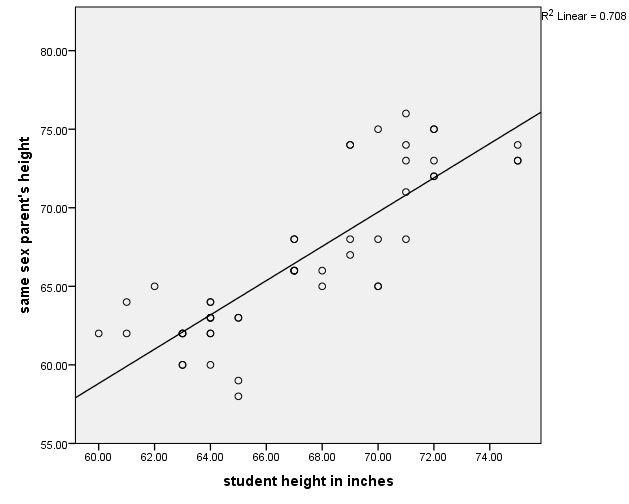 R2 Linear = 0.708
80.00
75.00
70.00
65.00
60.00
55.00
same sex parent's height
60.00 62.00 64.00 66.00 68.00 70.00 72.00 74.00
student height in inches